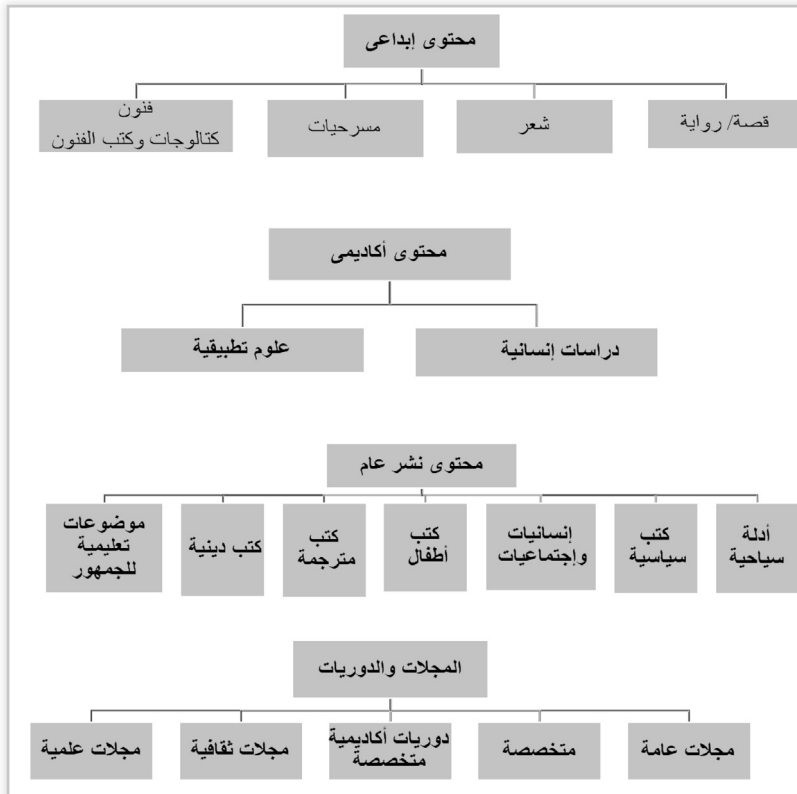 محتوى إبداعى
قصة/ رواية
شعر
مسرحيات
فنون
كتالوجات وكتب الفنون
محتوى أكاديمى
دراسات إنسانية
علوم تطبيقية
محتوى نشر عام
أدلة
سياحية
كتب
سياسية
إنسانيات
وإجتماعيات
كتب
أطفال
كتب
مترجمة
كتب دينية
موضوعات
تعليمية
للجمهور
المجلات والدوريات
مجلات عامة
متخصصة
دوريات أكاديمية
متخصصة
مجلات ثقافية
مجلات علمية